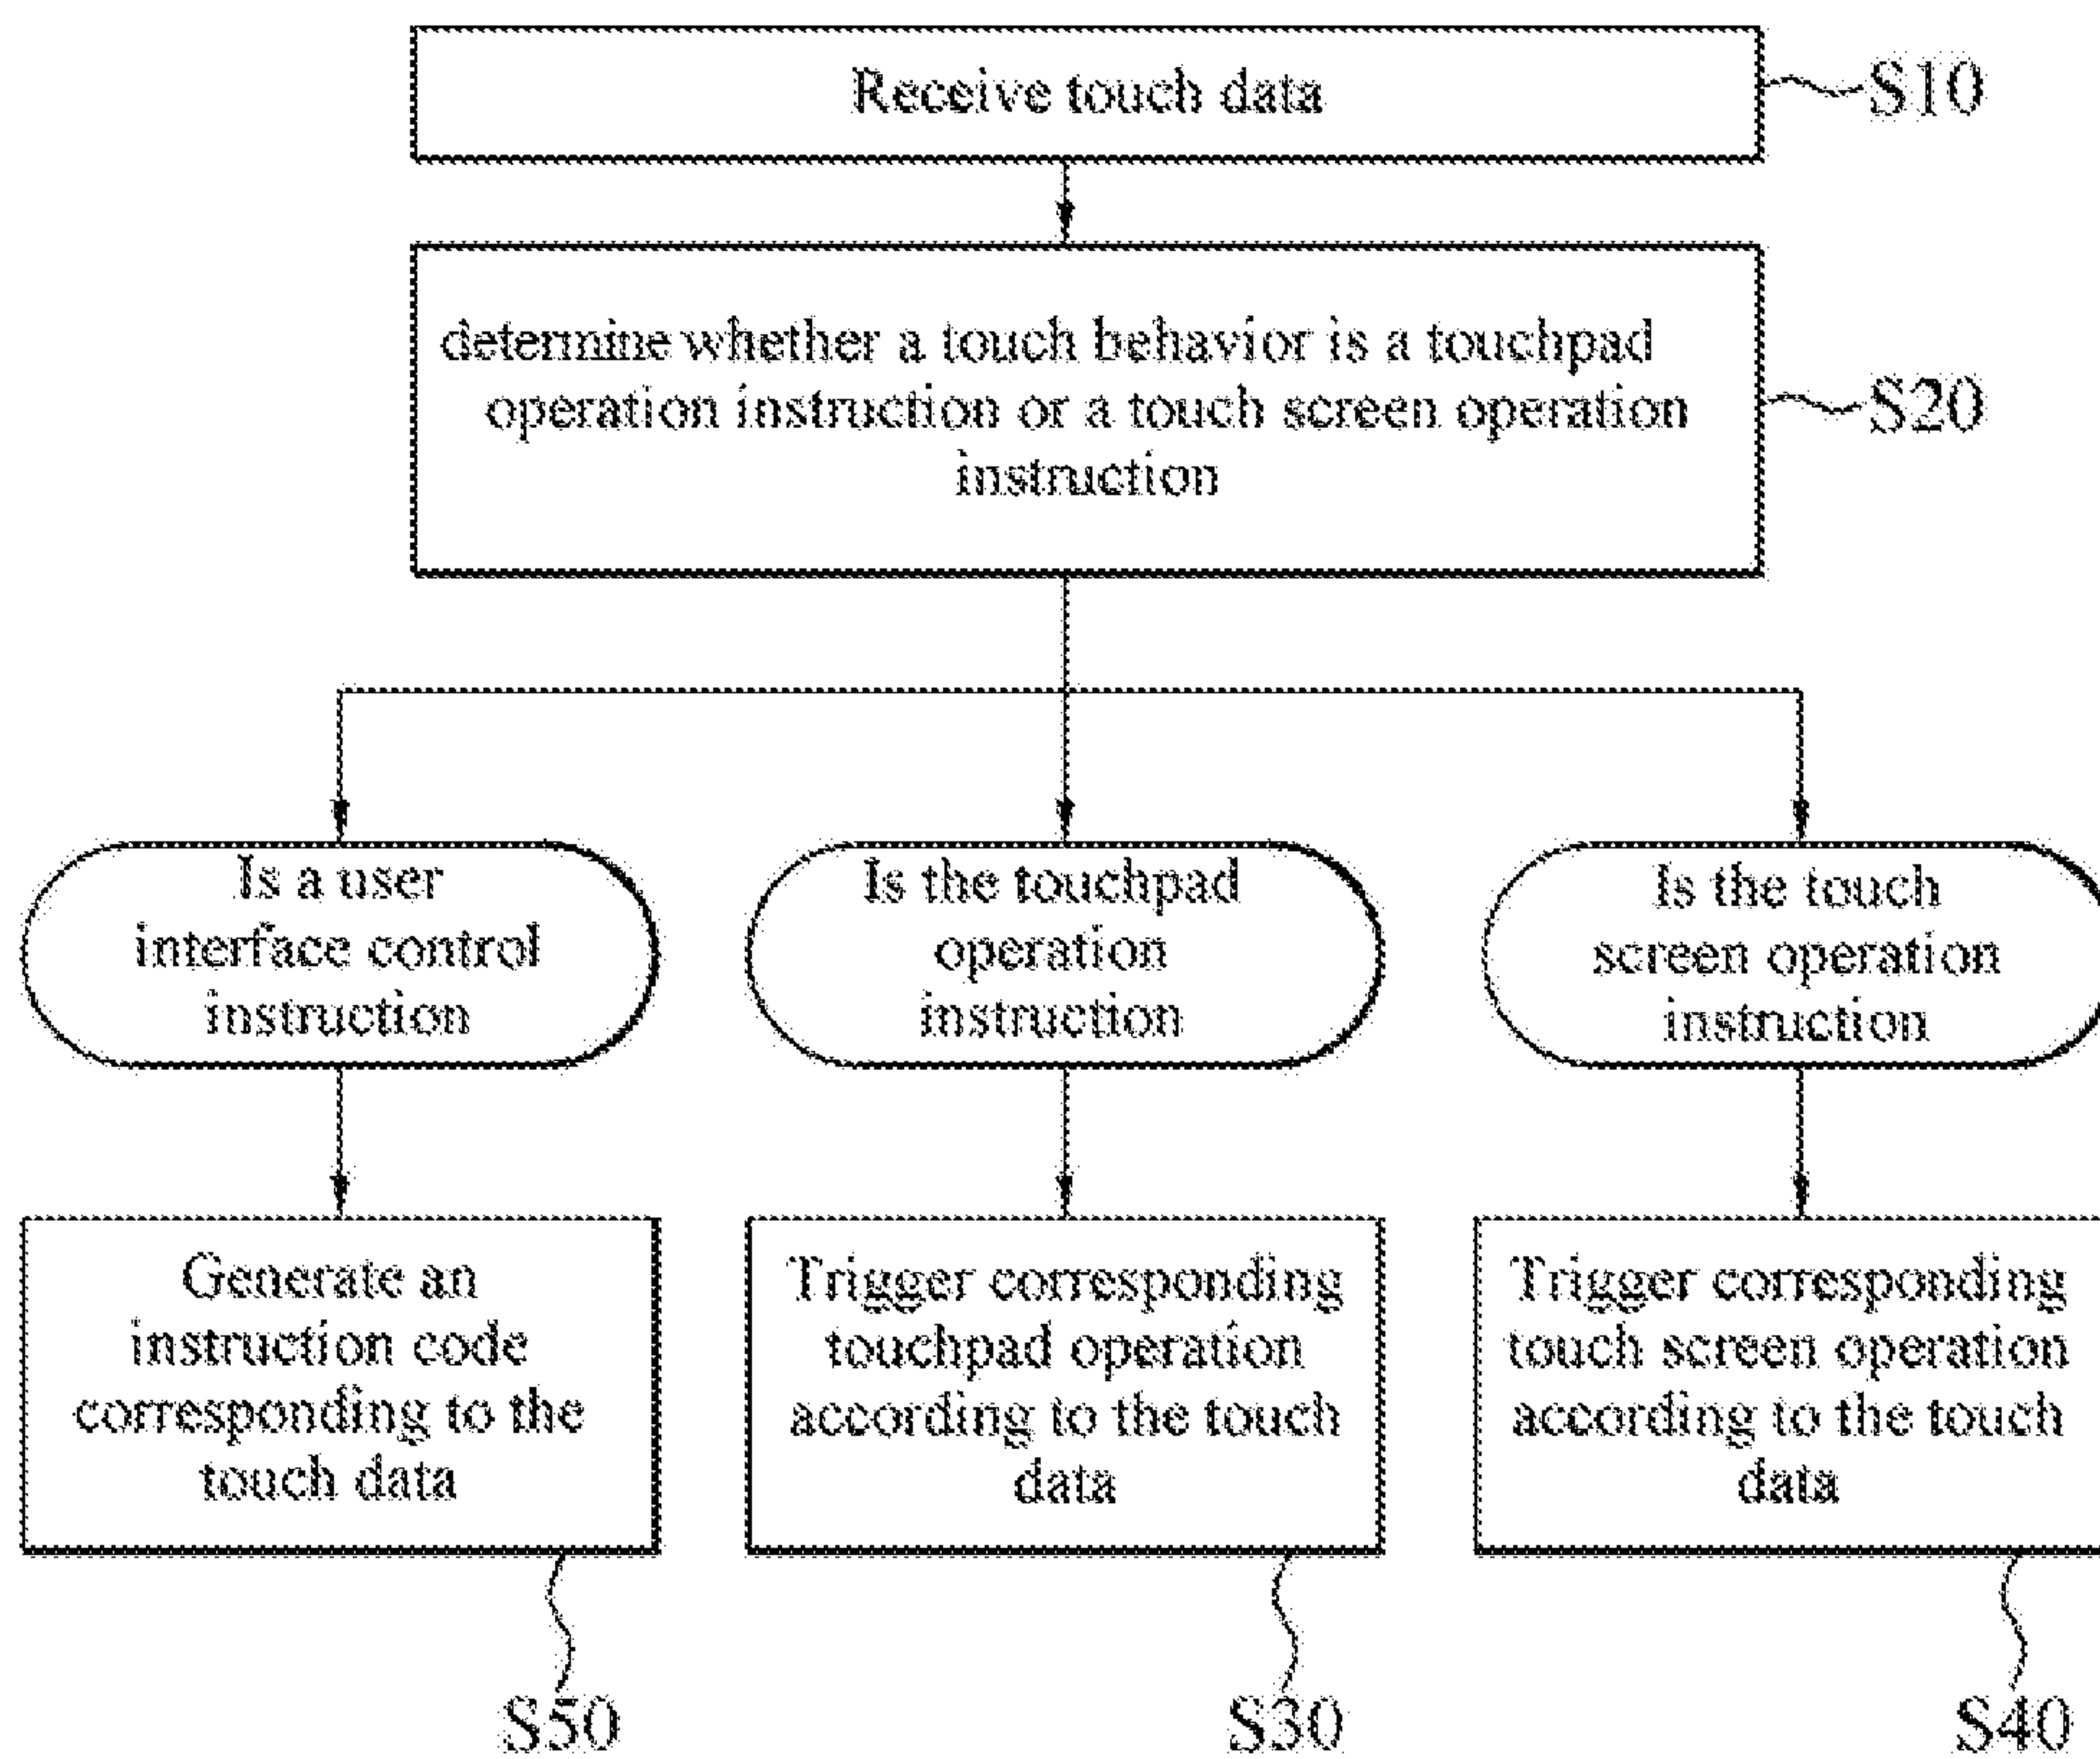 Receive touch data
S10
determine whether a touch behavior is a touchpad
operation instruction or a touch screen operation
instruction
S20
Is a user
interface control
instruction
Is the touchpad
operation
instruction
Is the touch
screen operation
instruction
Generate an
instruction code
corresponding to the
touch data
Trigger corresponding
touchpad operation
according to the touch
data
Trigger corresponding
touch screen operation
according to the touch
data
S50
S30
S40